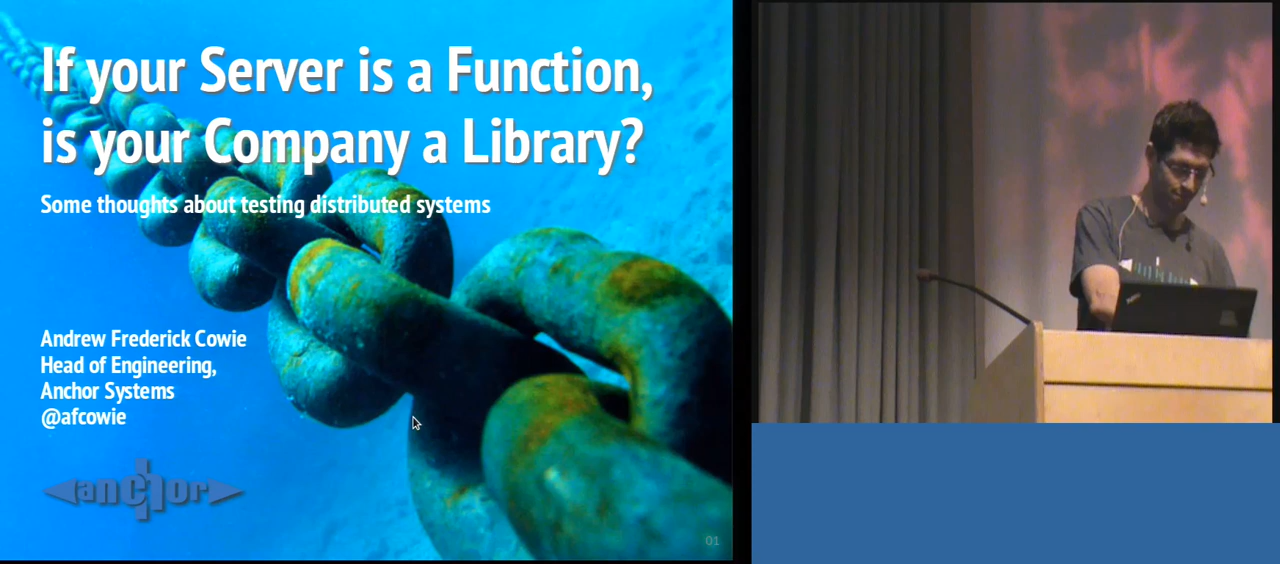 If your Server is a Function,
is your Company a Library?
Some thoughts about testing distributed systems
Andrew Frederick Cowie
Head of Engineering,
Anchor Systems
@afcowie
anchor
01